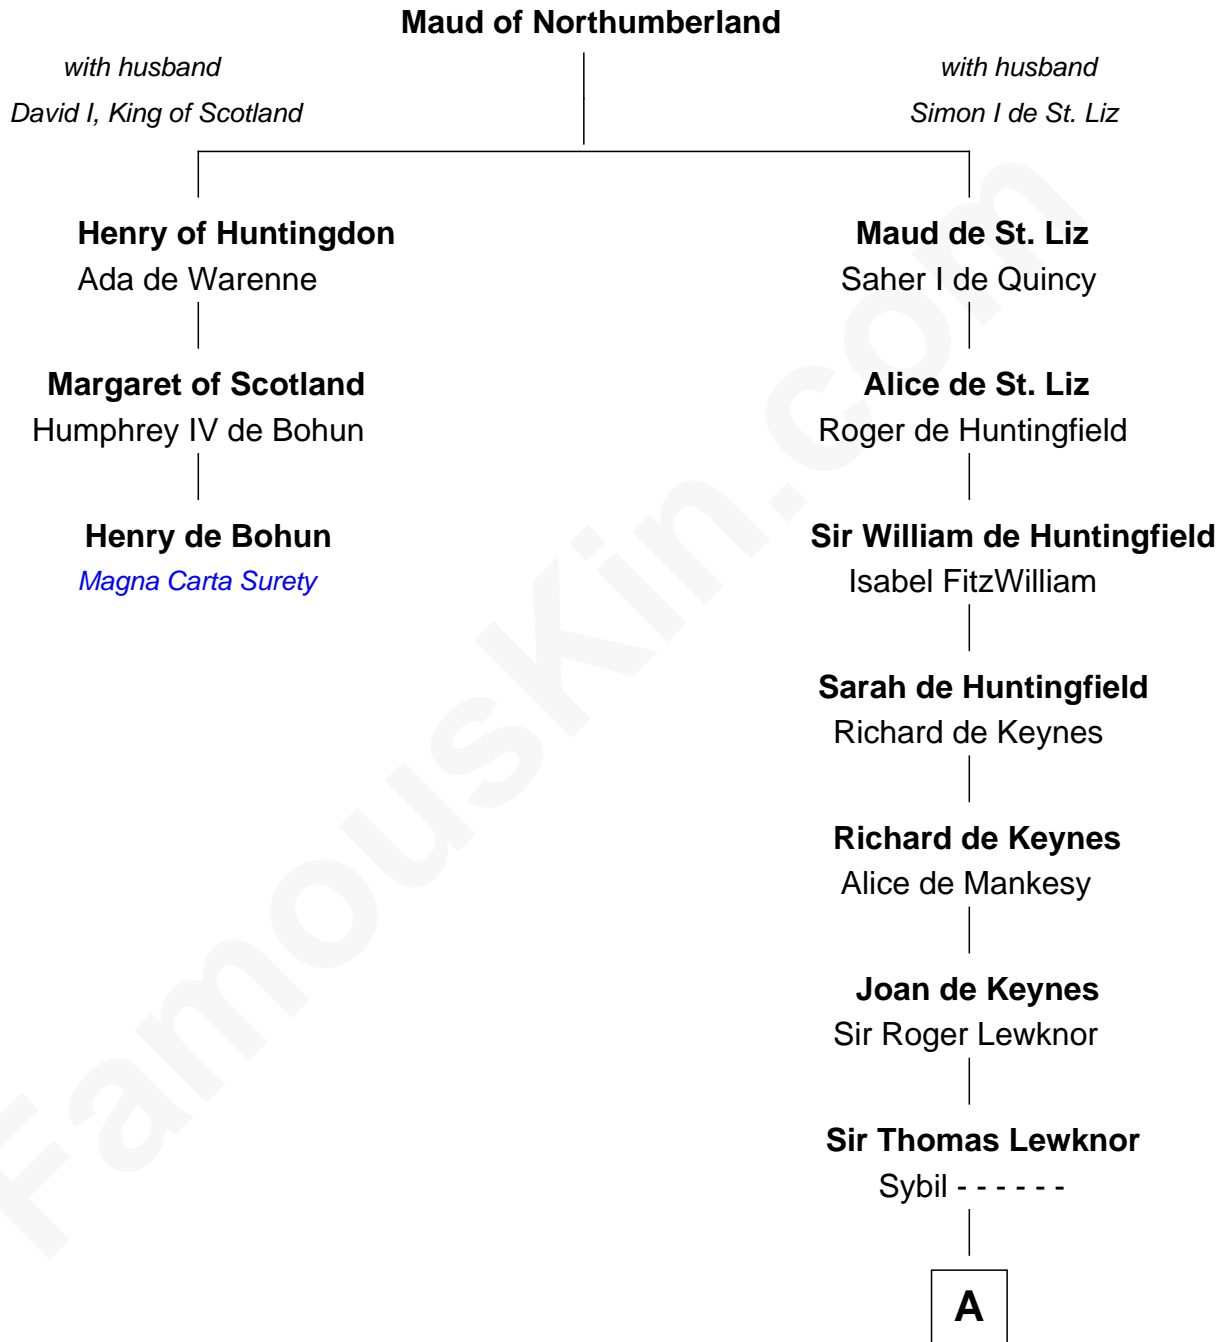 Maud of Northumberland
with husband
David I, King of Scotland
with husband
Simon I de St. Liz
Henry of Huntingdon
Ada de Warenne
Margaret of Scotland
Humphrey IV de Bohun
Henry de Bohun
Magna Carta Surety
Maud de St. Liz
Saher I de Quincy
Alice de St. Liz
Roger de Huntingfield
Sir William de Huntingfield
Isabel FitzWilliam
Sarah de Huntingfield
Richard de Keynes
Richard de Keynes
Alice de Mankesy
Joan de Keynes
Sir Roger Lewknor
Sir Thomas Lewknor
Sybil - - - - - -
A
FamousKin.com